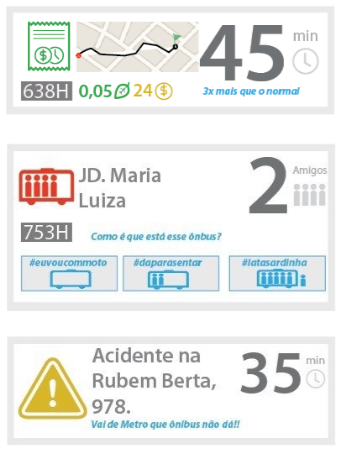 45 min
638H 0,05 24 $ 3x mais que o normal
JD. Maria
Luiza
2 Amigos
753H Como é que está esse ônbus?
#euvoucommoto #daparasentar #latasardinha
Acidente na
Rubem Berta,
978.
35 min
Vai de Metro que ônibus não dá!!